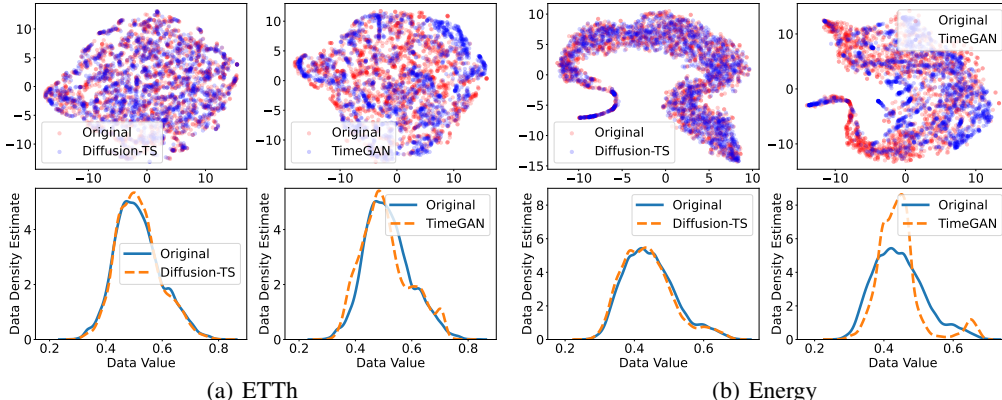 10
5
0
−5
−10
Original
Diffusion-TS
−10 0 10
10
5
0
−5
−10
Original
TimeGAN
−10 0 10
10
5
0
−5
−10
Original
Diffusion-TS
−10 −5 0 5
10
5
0
−5
−10
−15
Original
TimeGAN
−10 0 10
Data Density Estimate
4
2
0
Original
Diffusion-TS
0.2 0.4 0.6 0.8
Data Value
Data Density Estimate
4
2
0
Original
TimeGAN
0.2 0.4 0.6 0.8
Data Value
Data Density Estimate
8
6
4
2
0
Original
Diffusion-TS
0.2 0.4 0.6
Data Value
Data Density Estimate
8
6
4
2
0
Original
TimeGAN
0.2 0.4 0.6
Data Value
(a) ETTh
(b) Energy